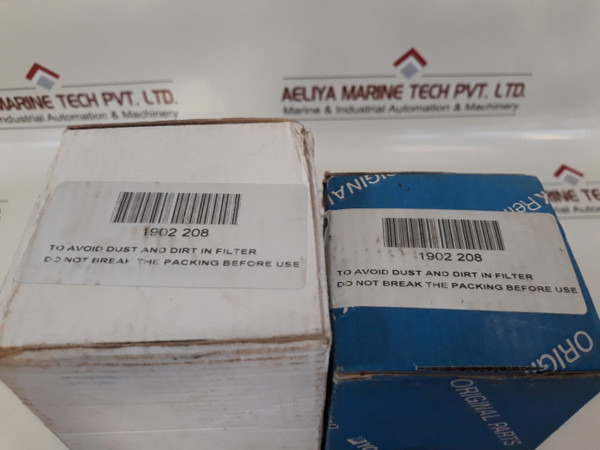 MARINE TECH PVT. LTD.
Industrial Automation & Machinery
AELIYA MARINE TECH PVT. LTD.
Marine & Industrial Automation & Machinery
1902 208
TO AVOID DUST AND DIRT IN FILTER
DO NOT BREAK THE PACKING BEFORE USE
ORIGINA
1902 208
TO AVOID DUST AND DIRT IN FILTER
DO NOT BREAK THE PACKING BEFORE USE
ORIGIN
ORIGINAL PARTS